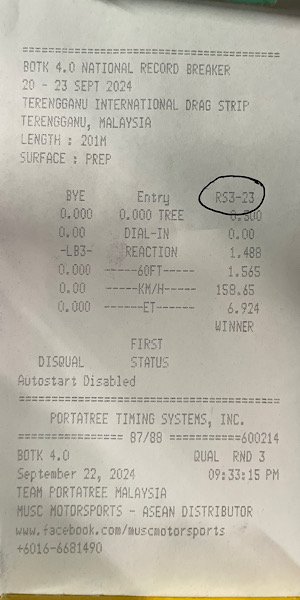 ====================================
BOTK 4.0 NATIONAL RECORD BREAKER
20 - 23 SEPT 2024
TERENGGANU INTERNATIONAL DRAG STRIP
TERENGGANU, MALAYSIA
LENGTH : 201M
SURFACE : PREP
BYE Entry RS3-23
0.000 0.000 TREE 0.500
0.00 DIAL-IN 0.00
-LB3- REACTION 1.488
0.000 ------60FT------ 1.565
0.00 ------KM/H------ 158.65
0.000 -------ET------- 6.924
WINNER
FIRST
DISQUAL STATUS
Autostart Disabled
====================================
PORTATREE TIMING SYSTEMS, INC.
=============== 87/88 ==========600214
BOTK 4.0 QUAL RND 3
September 22, 2024 09:33:15 PM
TEAM PORTATREE MALAYSIA
MUSC MOTORSPORTS - ASEAN DISTRIBUTOR
www.facebook.com/muscmotorsports
+6016-6681490